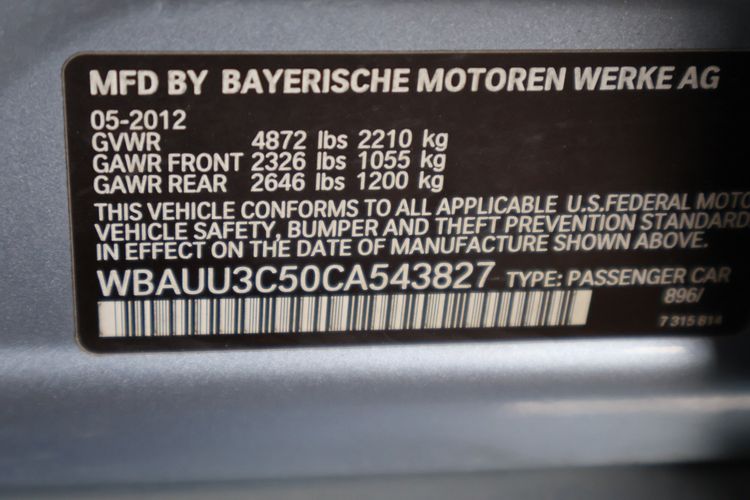 MFD BY BAYERISCHE MOTOREN WERKE AG
05-2012
GVWR 4872 lbs 2210 kg
GAWR FRONT 2326 lbs 1055 kg
GAWR REAR 2646 lbs 1200 kg
THIS VEHICLE CONFORMS TO ALL APPLICABLE U.S.FEDERAL MOTO
VEHICLE SAFETY, BUMPER AND THEFT PREVENTION STANDARD
IN EFFECT ON THE DATE OF MANUFACTURE SHOWN ABOVE.
WBAUU3C50CA543827 TYPE: PASSENGER CAR
896/
7 315 814